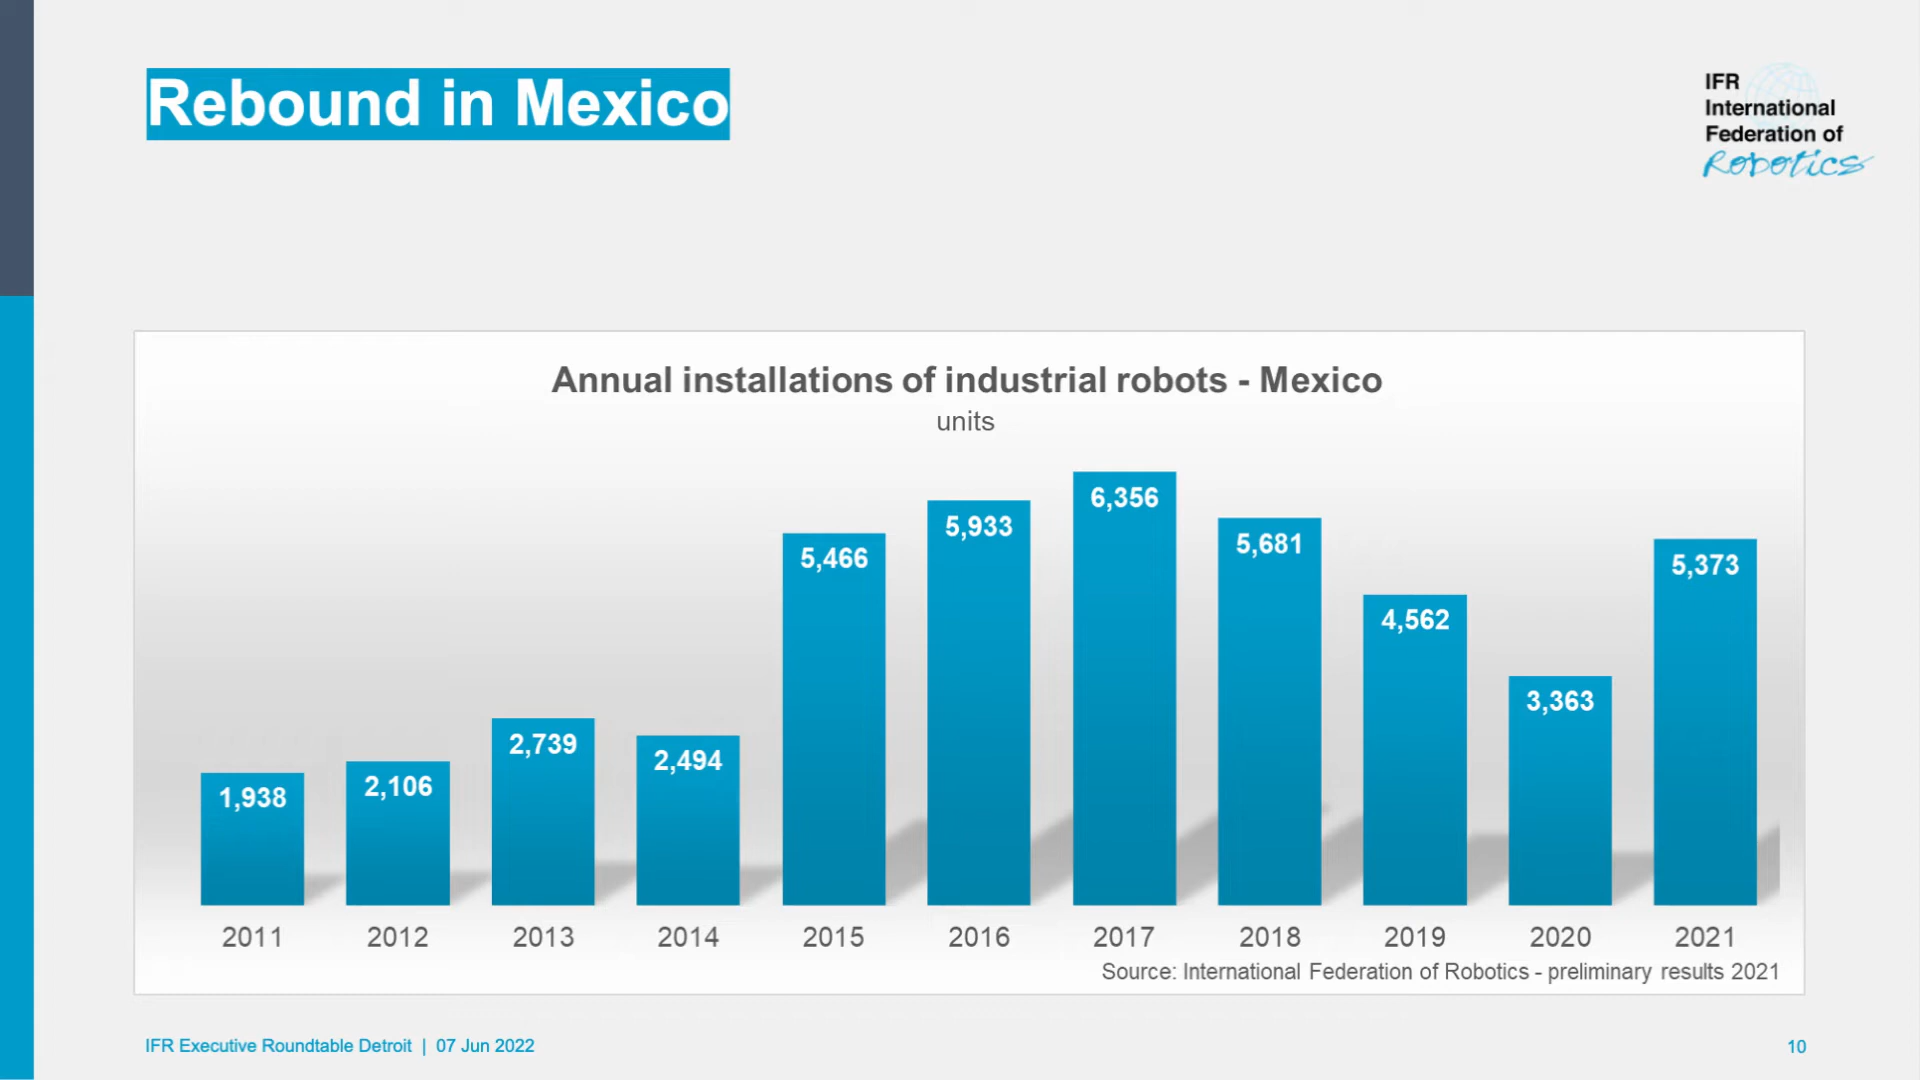 Rebound in Mexico
IFR
International
Federation of
Robotics
Annual installations of industrial robots - Mexico
units
1,938
2,106
2,739
2,494
5,466
5,933
6,356
5,681
4,562
3,363
5,373
2011 2012 2013 2014 2015 2016 2017 2018 2019 2020 2021
Source: International Federation of Robotics - preliminary results 2021
IFR Executive Roundtable Detroit | 07 Jun 2022
10